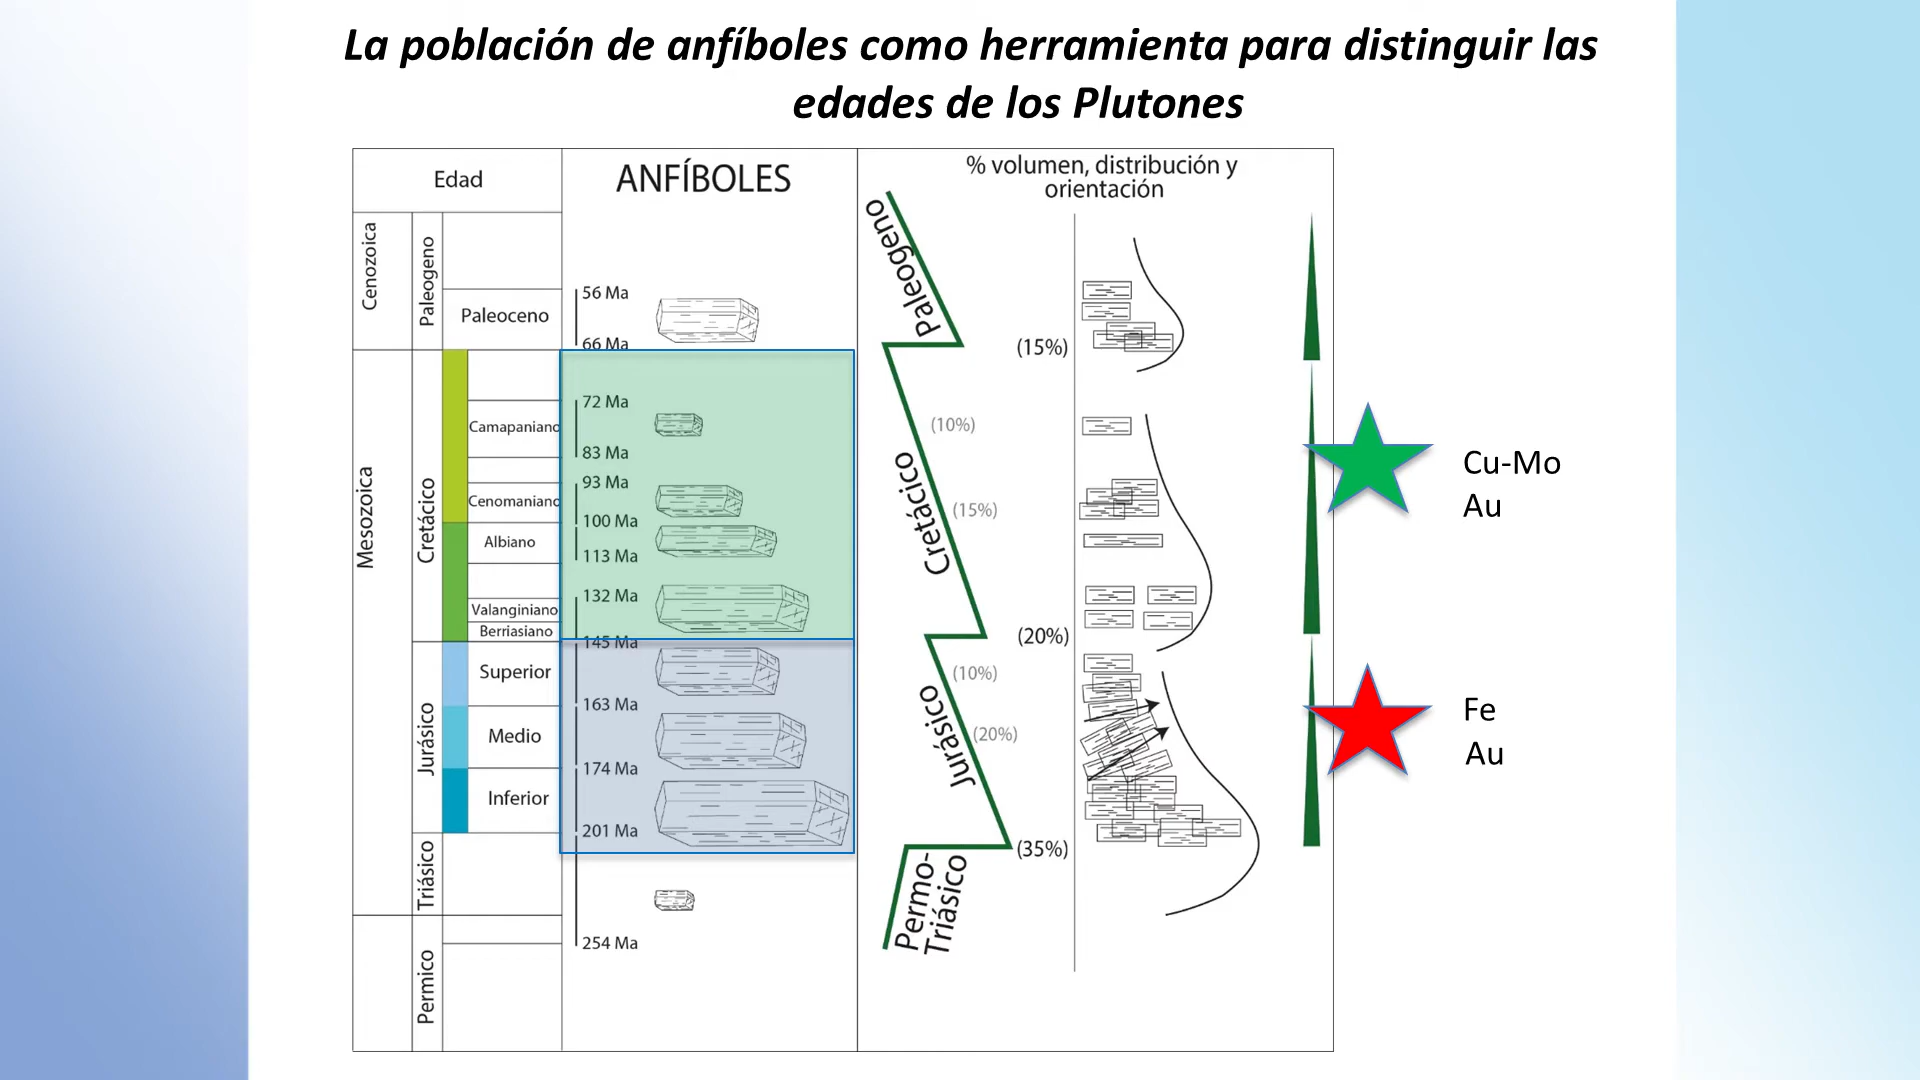 La población de anfíboles como herramienta para distinguir las
edades de los Plutones
Edad
ANFÍBOLES
% volumen, distribución y
orientación
Cenozoica
Paleogeno
Paleoceno
56 Ma
66 Ma
Paleogeno
(15%)
Mesozoica
Cretácico
Camapaniano
Cenomaniano
Albiano
Valanginiano
Berriasiano
72 Ma
83 Ma
93 Ma
100 Ma
113 Ma
132 Ma
145 Ma
Cretácico
(10%)
(15%)
(20%)
Cu-Mo
Au
Jurásico
Superior
Medio
Inferior
163 Ma
174 Ma
201 Ma
Jurásico
(10%)
(20%)
(35%)
Fe
Au
Triásico
254 Ma
Permo-
Triásico
Permico